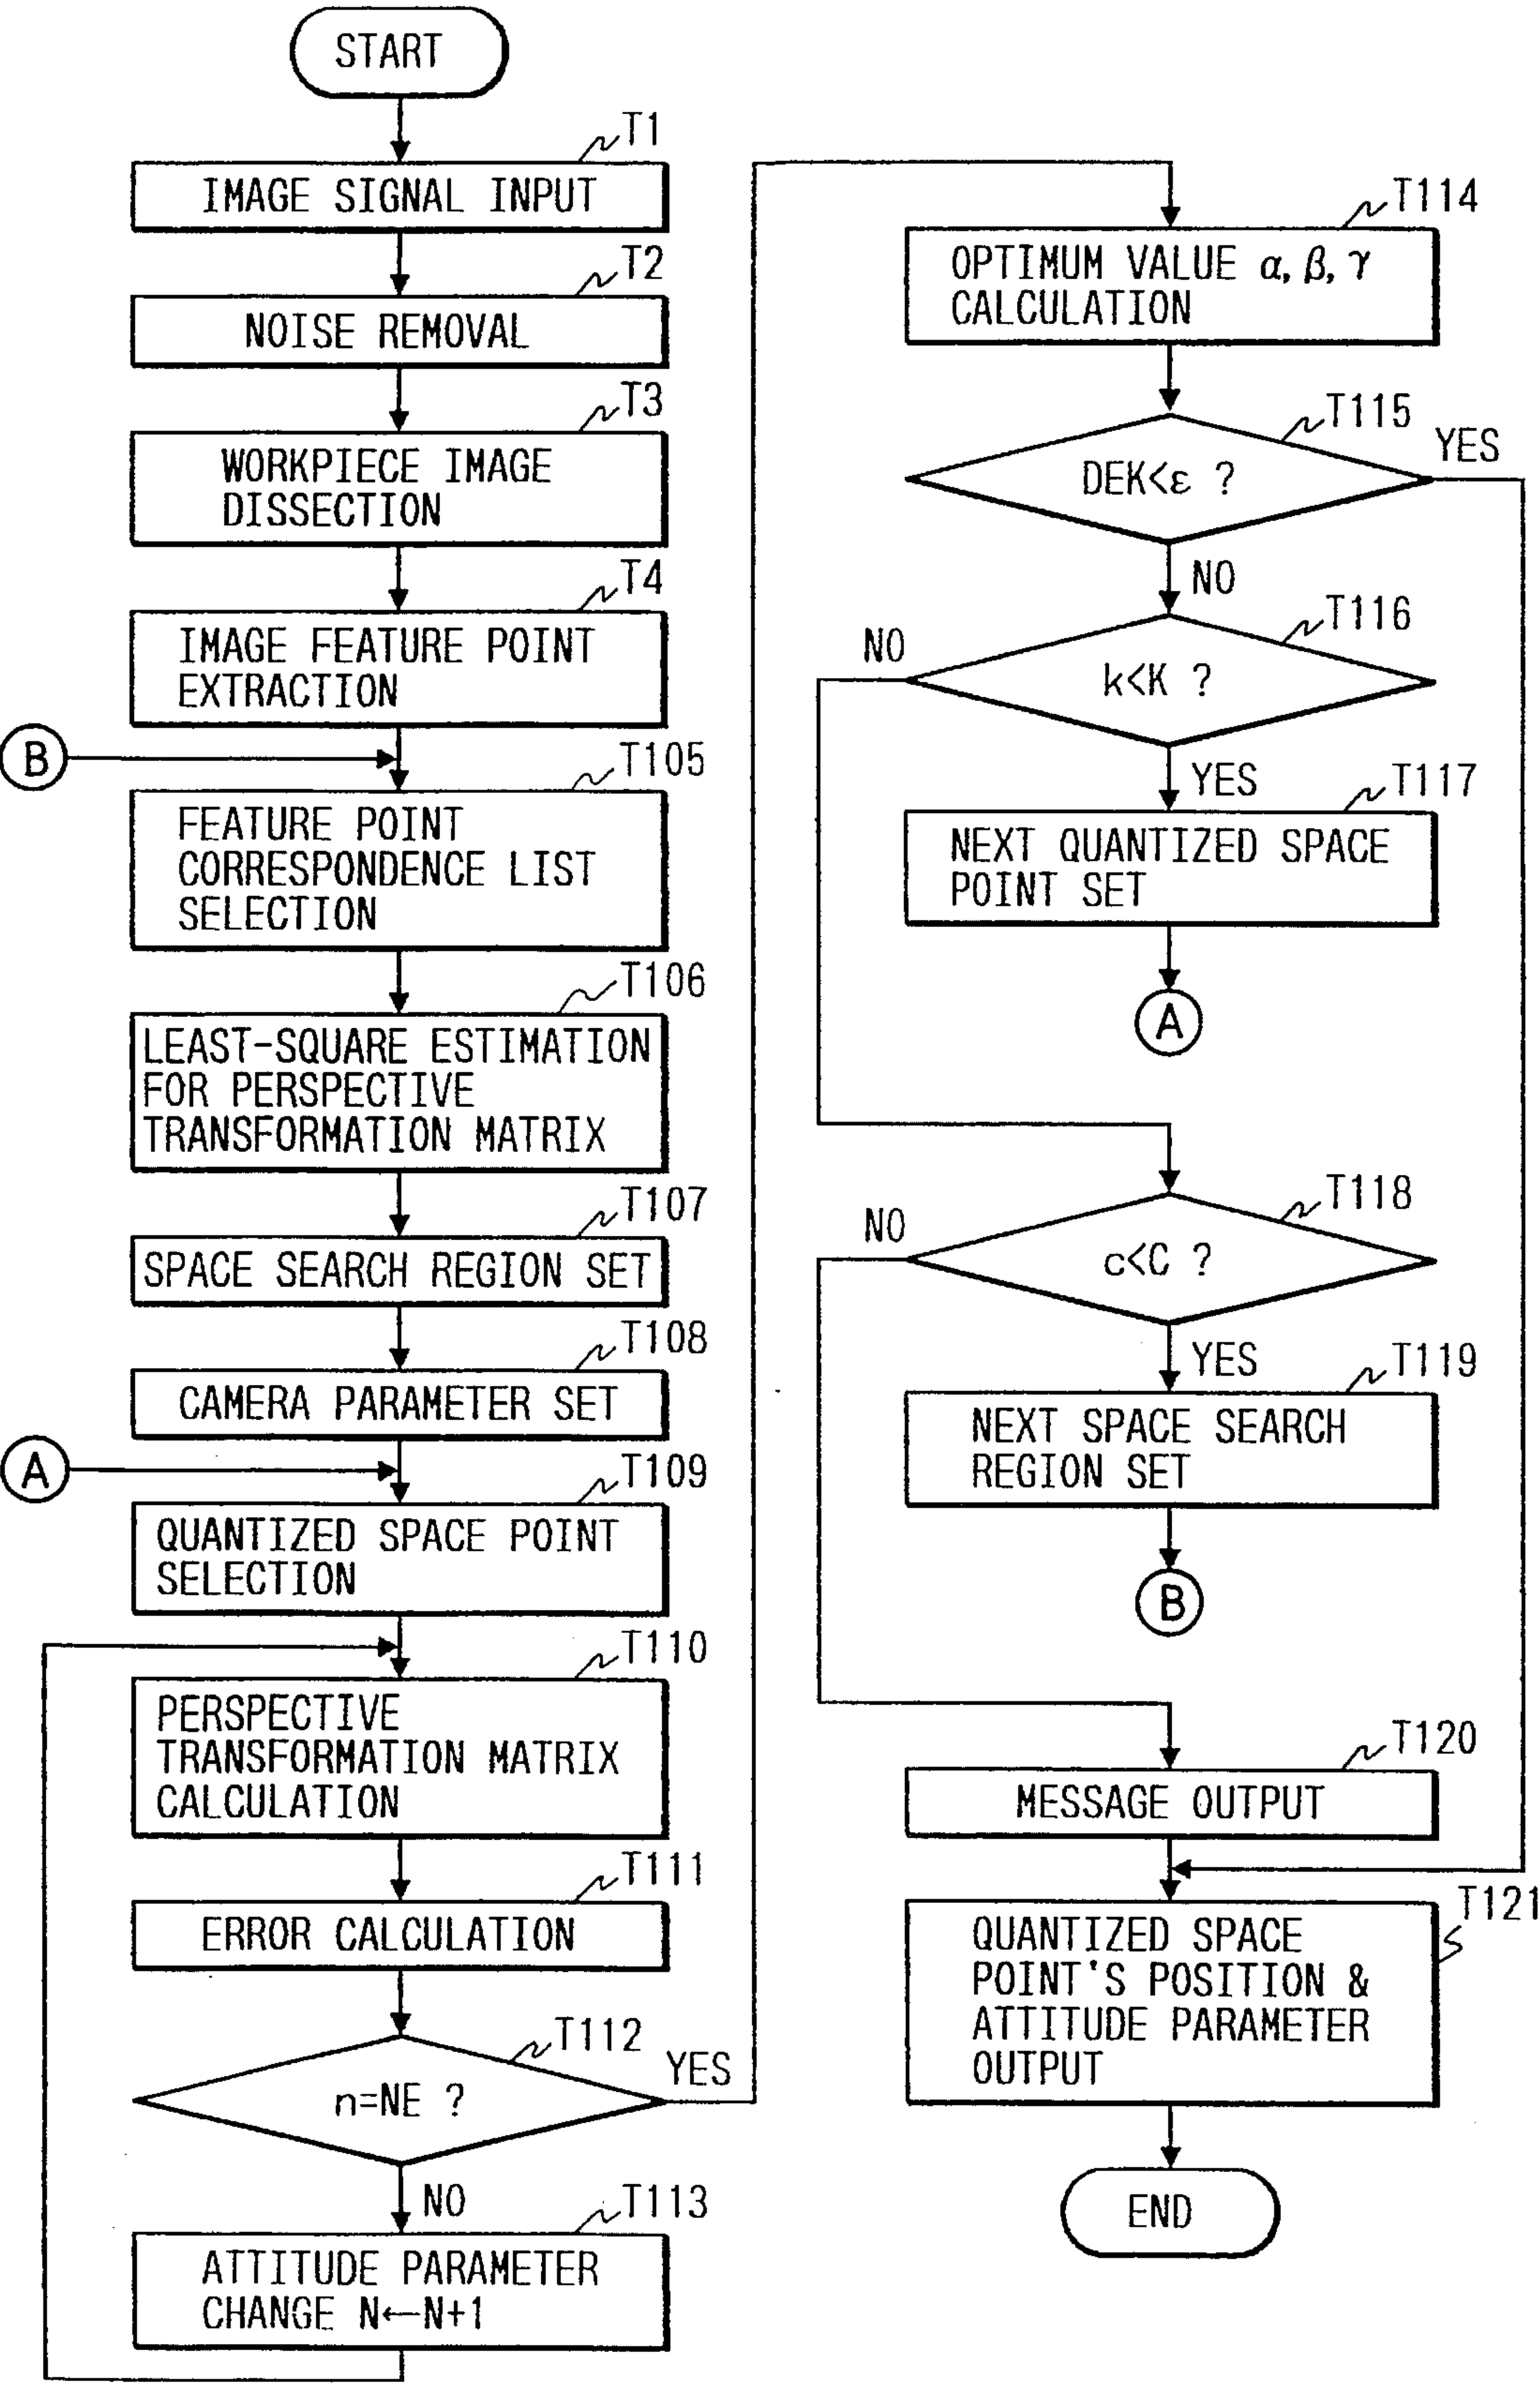 START
T1
IMAGE SIGNAL INPUT
T2
NOISE REMOVAL
T3
WORKPIECE IMAGE
DISSECTION
T4
IMAGE FEATURE POINT
EXTRACTION
B
T105
FEATURE POINT
CORRESPONDENCE LIST
SELECTION
T106
LEAST-SQUARE ESTIMATION
FOR PERSPECTIVE
TRANSFORMATION MATRIX
T107
SPACE SEARCH REGION SET
T108
CAMERA PARAMETER SET
A
T109
QUANTIZED SPACE POINT
SELECTION
T110
PERSPECTIVE
TRANSFORMATION MATRIX
CALCULATION
T111
ERROR CALCULATION
T112
n=NE ?
YES
NO
T113
ATTITUDE PARAMETER
CHANGE N←N+1
T114
OPTIMUM VALUE α, β, γ
CALCULATION
T115
DEK<ε ?
YES
NO
T116
k<K ?
NO
YES
T117
NEXT QUANTIZED SPACE
POINT SET
A
T118
c<C ?
NO
YES
T119
NEXT SPACE SEARCH
REGION SET
B
T120
MESSAGE OUTPUT
T121
QUANTIZED SPACE
POINT'S POSITION &
ATTITUDE PARAMETER
OUTPUT
END